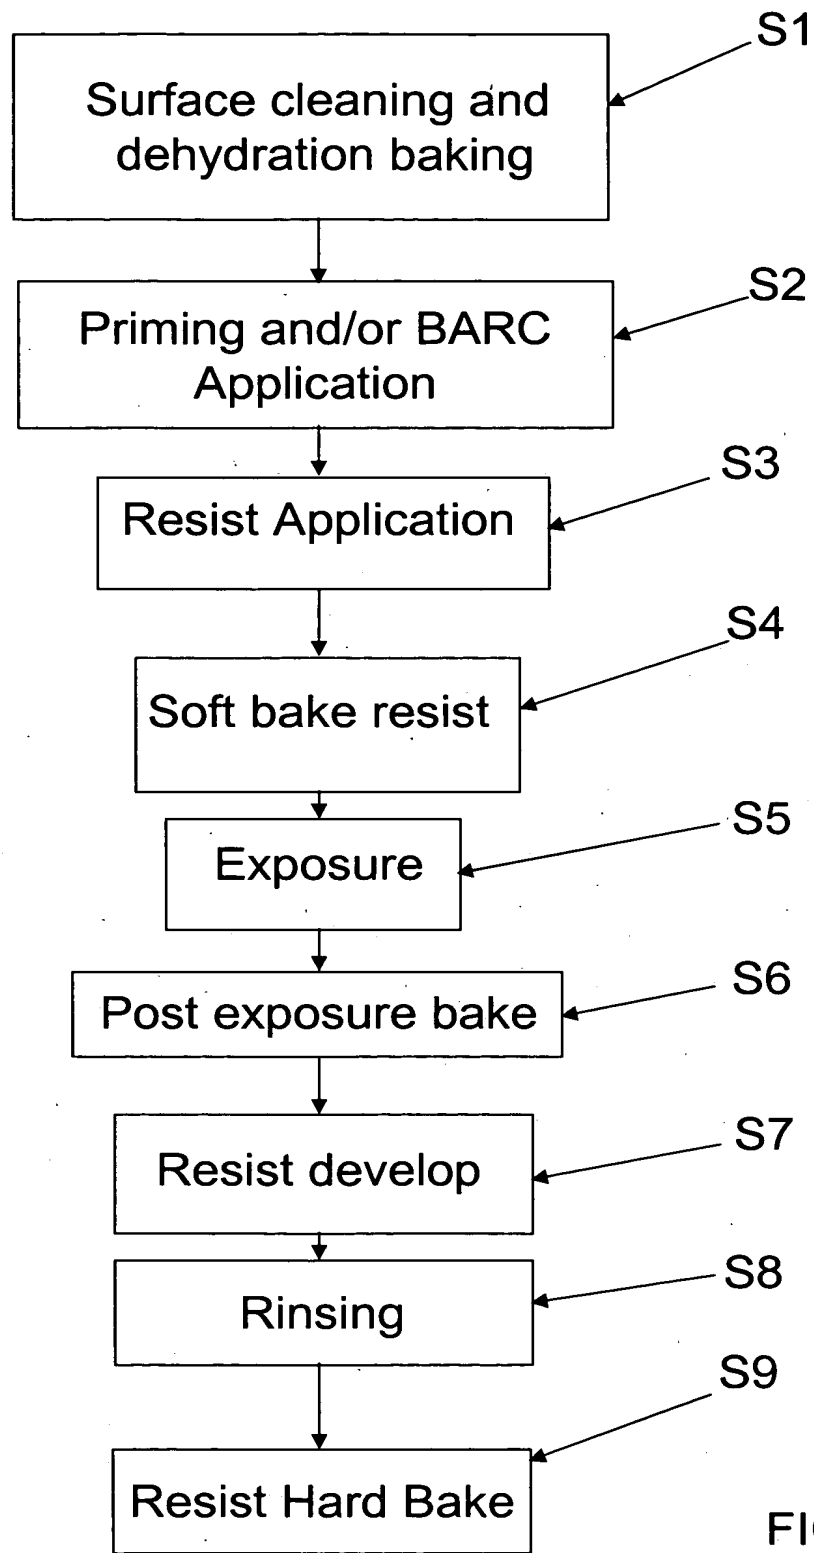 S1
Surface cleaning and
dehydration baking
S2
Priming and/or BARC
Application
S3
Resist Application
S4
Soft bake resist
S5
Exposure
S6
Post exposure bake
S7
Resist develop
S8
Rinsing
S9
Resist Hard Bake